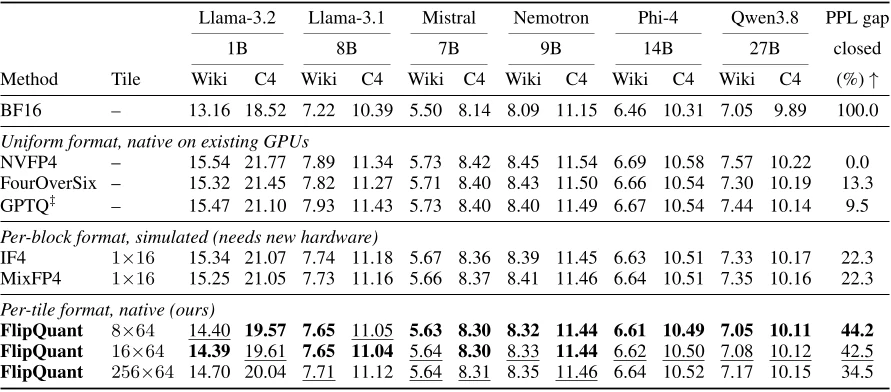 Llama-3.2 Llama-3.1 Mistral Nemotron Phi-4 Qwen3.8 PPL gap
1B 8B 7B 9B 14B 27B closed
Method Tile Wiki C4 Wiki C4 Wiki C4 Wiki C4 Wiki C4 Wiki C4 (%) ↑
BF16 – 13.16 18.52 7.22 10.39 5.50 8.14 8.09 11.15 6.46 10.31 7.05 9.89 100.0
Uniform format, native on existing GPUs
NVFP4 – 15.54 21.77 7.89 11.34 5.73 8.42 8.45 11.54 6.69 10.58 7.57 10.22 0.0
FourOverSix – 15.32 21.45 7.82 11.27 5.71 8.40 8.43 11.50 6.66 10.54 7.30 10.19 13.3
GPTQ‡ – 15.47 21.10 7.93 11.43 5.73 8.40 8.40 11.49 6.67 10.54 7.44 10.14 9.5
Per-block format, simulated (needs new hardware)
IF4 1×16 15.34 21.07 7.74 11.18 5.67 8.36 8.39 11.45 6.63 10.51 7.33 10.17 22.3
MixFP4 1×16 15.25 21.05 7.73 11.16 5.66 8.37 8.41 11.46 6.64 10.51 7.35 10.16 22.3
Per-tile format, native (ours)
FlipQuant 8×64 14.40 19.57 7.65 11.05 5.63 8.30 8.32 11.44 6.61 10.49 7.05 10.11 44.2
FlipQuant 16×64 14.39 19.61 7.65 11.04 5.64 8.30 8.33 11.44 6.62 10.50 7.08 10.12 42.5
FlipQuant 256×64 14.70 20.04 7.71 11.12 5.64 8.31 8.35 11.46 6.64 10.52 7.17 10.15 34.5